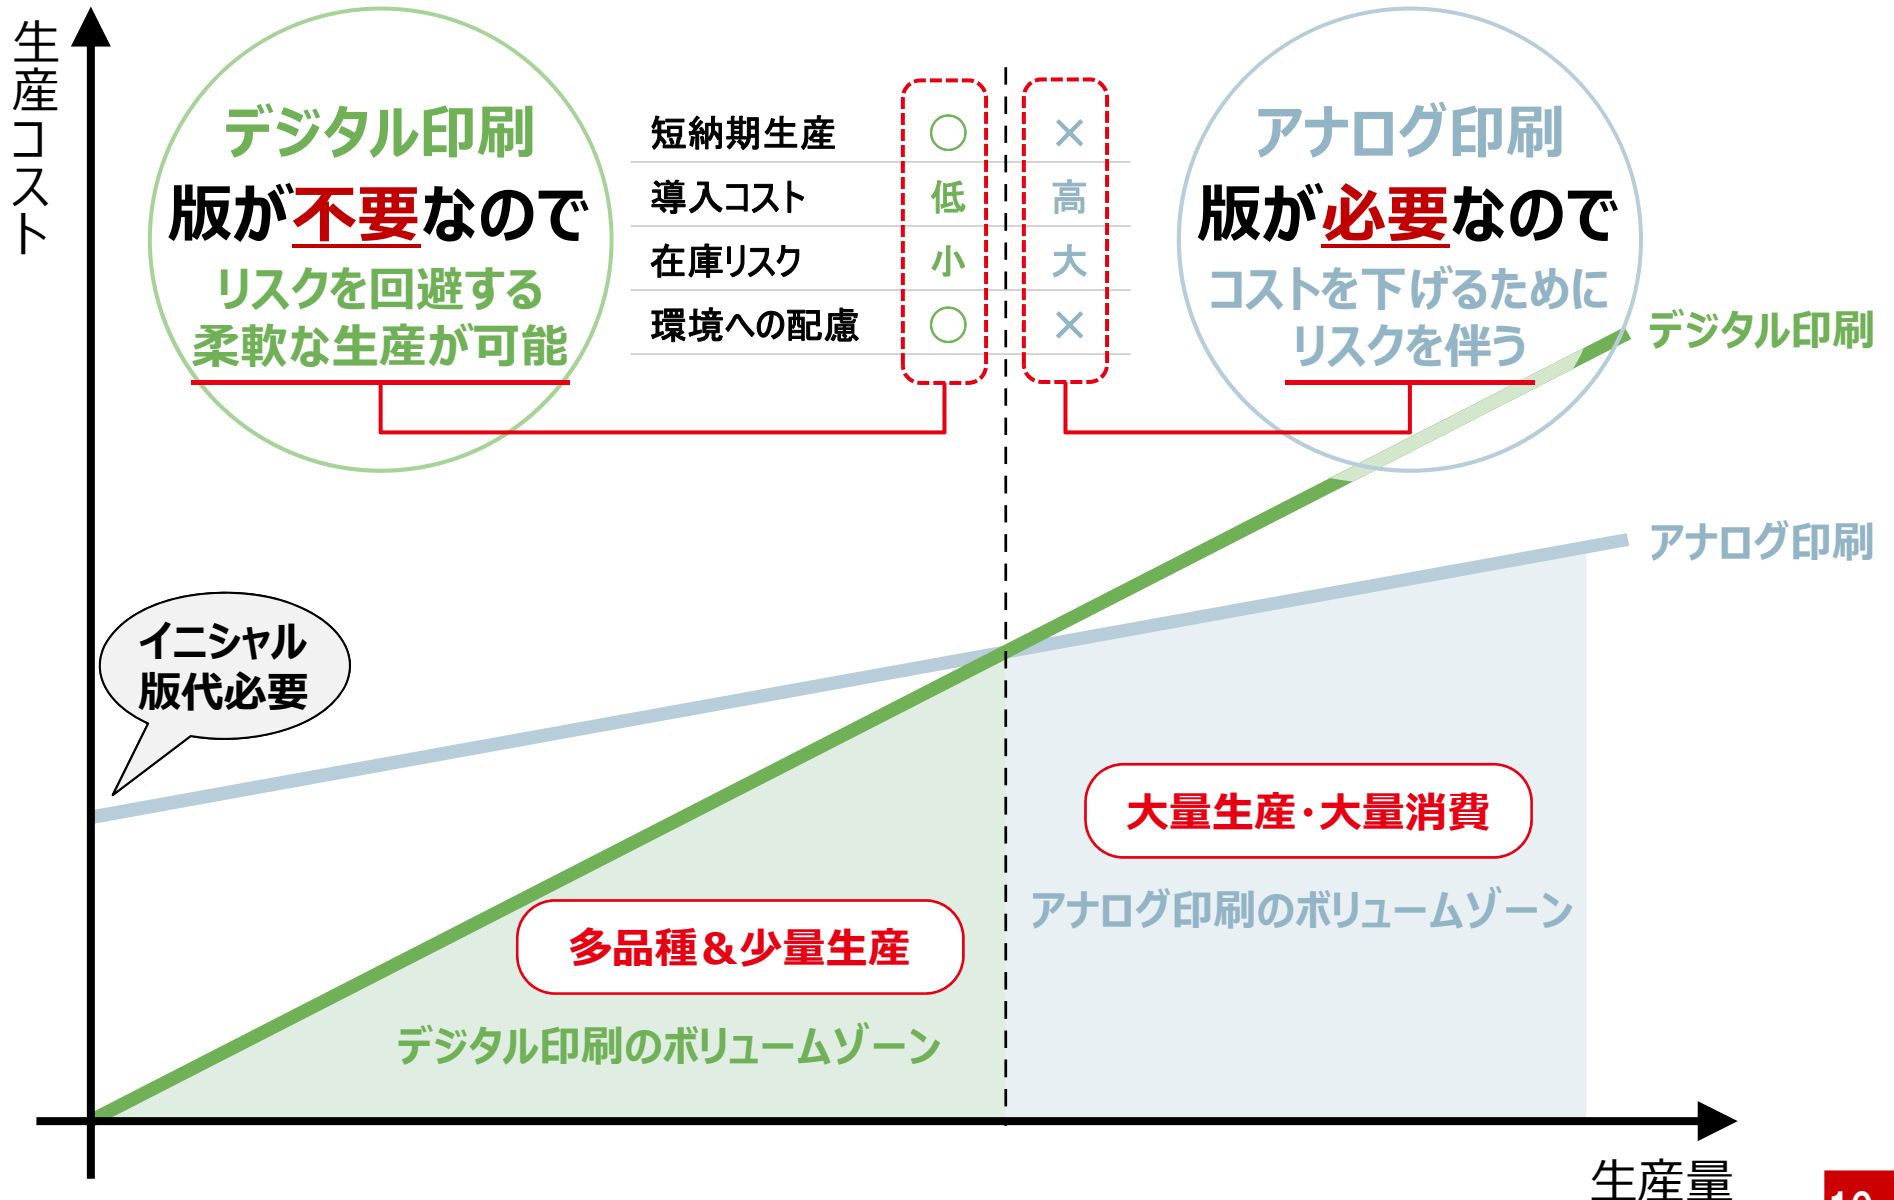 生産コスト
デジタル印刷
版が不要なので
リスクを回避する
柔軟な生産が可能
短納期生産 ○ ×
導入コスト 低 高
在庫リスク 小 大
環境への配慮 ○ ×
アナログ印刷
版が必要なので
コストを下げるために
リスクを伴う
デジタル印刷
アナログ印刷
イニシャル
版代必要
大量生産・大量消費
アナログ印刷のボリュームゾーン
多品種＆少量生産
デジタル印刷のボリュームゾーン
生産量